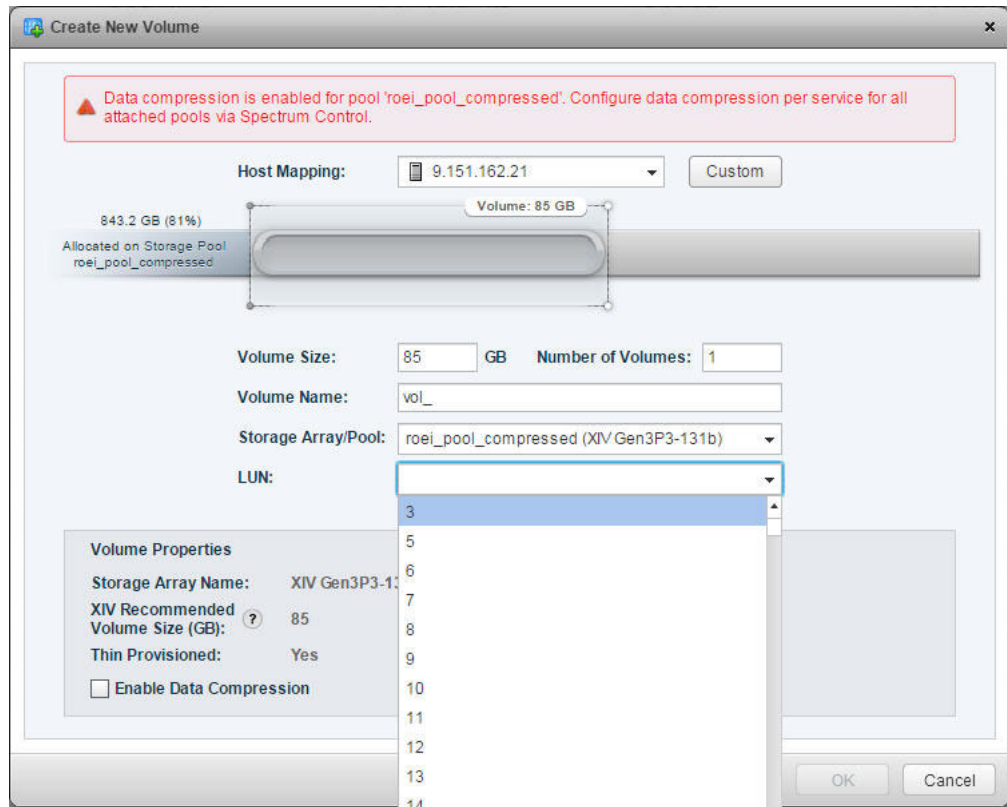 Create New Volume
Data compression is enabled for pool 'roei_pool_compressed'. Configure data compression per service for all
attached pools via Spectrum Control.
Host Mapping: 9.151.162.21 Custom
Volume: 85 GB
843.2 GB (81%)
Allocated on Storage Pool
roei_pool_compressed
Volume Size: 85 GB Number of Volumes: 1
Volume Name: vol_
Storage Array/Pool: roei_pool_compressed (XIV Gen3P3-131b)
LUN:
3
5
6
7
8
9
10
11
12
13
14
Volume Properties
Storage Array Name: XIV Gen3P3-13
XIV Recommended
Volume Size (GB): ? 85
Thin Provisioned: Yes
Enable Data Compression
OK Cancel